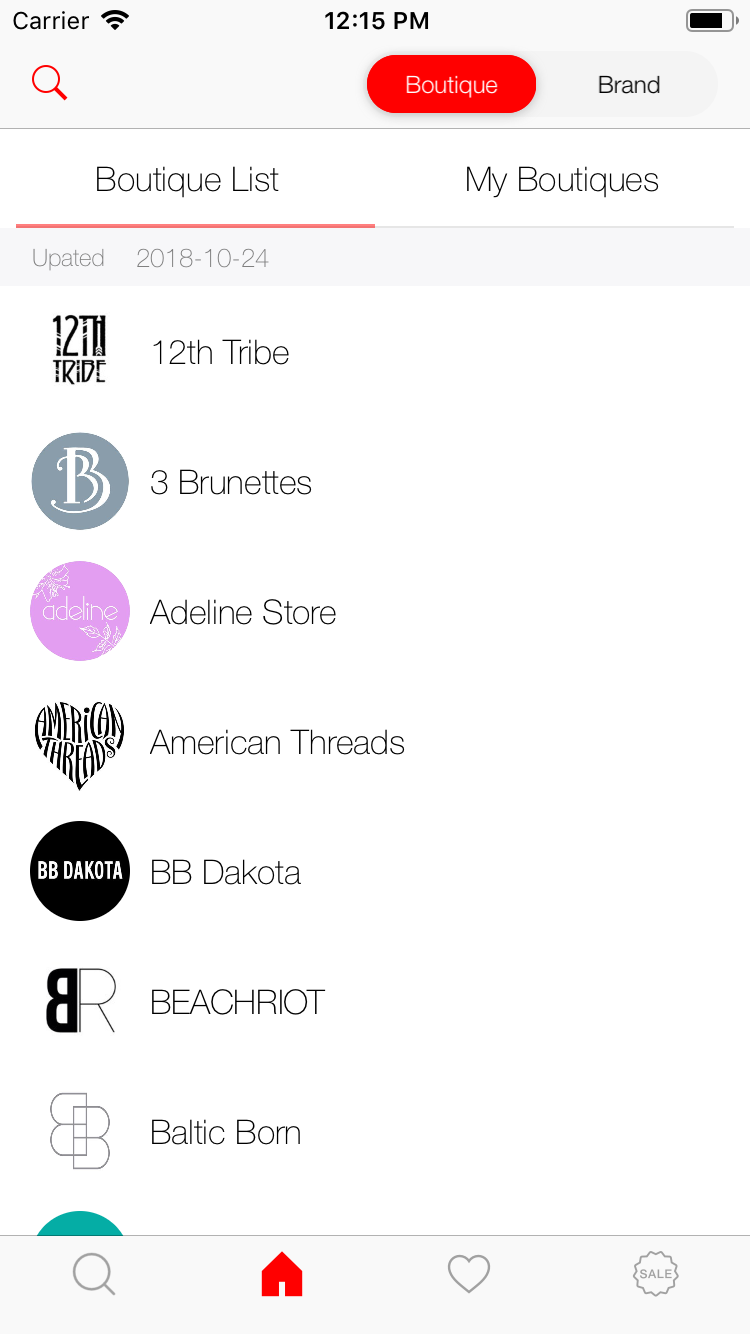 Carrier 12:15 PM
Boutique Brand
Boutique List My Boutiques
Upated 2018-10-24
12TH
TRIBE
12th Tribe
B
3 Brunettes
adeline
Adeline Store
AMERICAN
THREADS
American Threads
BB DAKOTA
BB Dakota
BR
BEACHRIOT
BB
Baltic Born
SALE